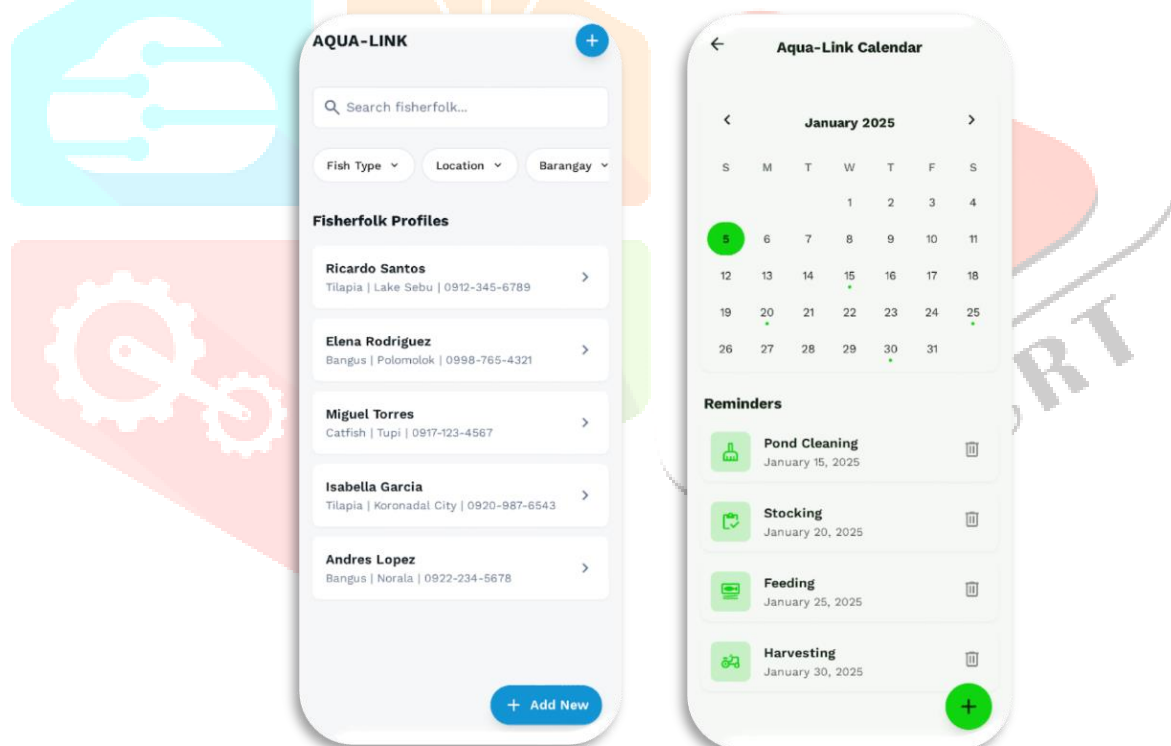 AQUA-LINK
+
Search fisherfolk...
Fish Type
Location
Barangay
Fisherfolk Profiles
Ricardo Santos
Tilapia | Lake Sebu | 0912-345-6789
Elena Rodriguez
Bangus | Polomolok | 0998-765-4321
Miguel Torres
Catfish | Tupi | 0917-123-4567
Isabella Garcia
Tilapia | Koronadal City | 0920-987-6543
Andres Lopez
Bangus | Norala | 0922-234-5678
+ Add New
Aqua-Link Calendar
January 2025
S M T W T F S
1 2 3 4
5 6 7 8 9 10 11
12 13 14 15 16 17 18
19 20 21 22 23 24 25
26 27 28 29 30 31
Reminders
Pond Cleaning
January 15, 2025
Stocking
January 20, 2025
Feeding
January 25, 2025
Harvesting
January 30, 2025
+